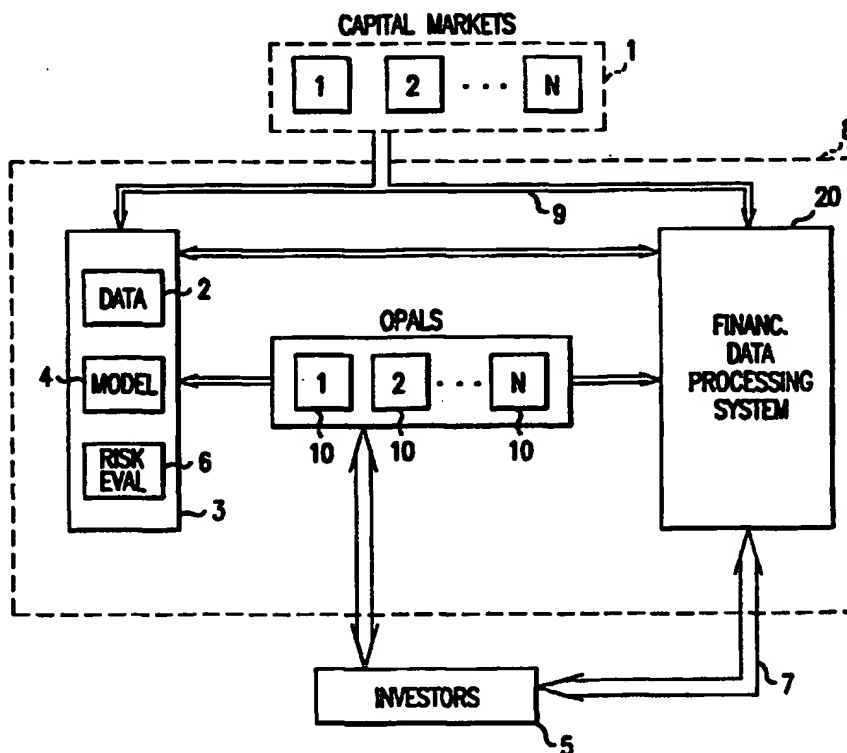 CAPITAL MARKETS
1
1 2 ... N
8
9
20
DATA 2
OPALS
FINANC.
DATA
PROCESSING
SYSTEM
4 MODEL
1 2 ... N
10 10 10
RISK
EVAL
6
3
INVESTORS
7
5